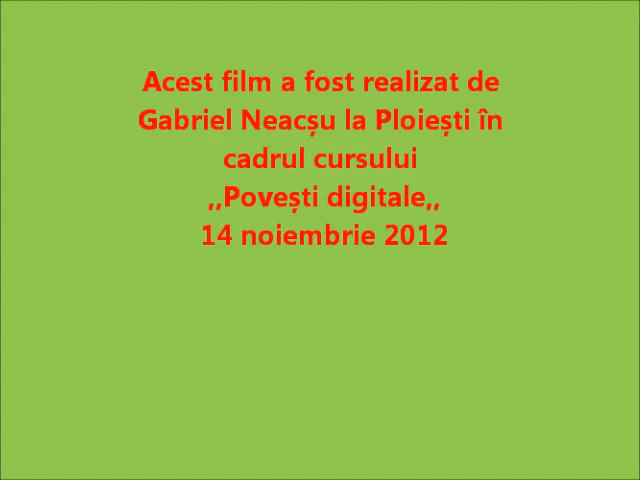 Acest film a fost realizat de
Gabriel Neacșu la Ploiești în
cadrul cursului
,,Povești digitale,,
14 noiembrie 2012